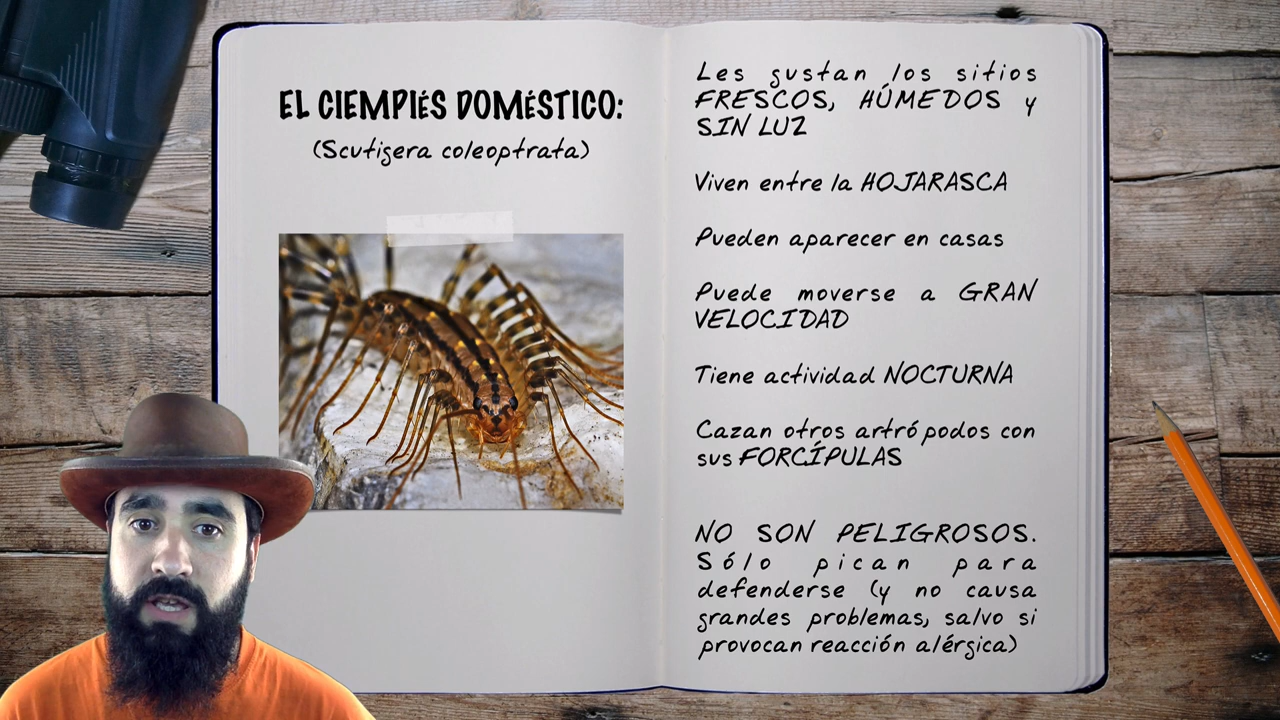 EL CIEMPIÉS DOMÉSTICO:
(Scutigera coleoptrata)
Les gustan los sitios
FRESCOS, HÚMEDOS y
SIN LUZ
Viven entre la HOJARASCA
Pueden aparecer en casas
Puede moverse a GRAN
VELOCIDAD
Tiene actividad NOCTURNA
Cazan otros artrópodos con
sus FORCÍPULAS
NO SON PELIGROSOS.
Sólo pican para
defenderse (y no causa
grandes problemas, salvo si
provocan reacción alérgica)